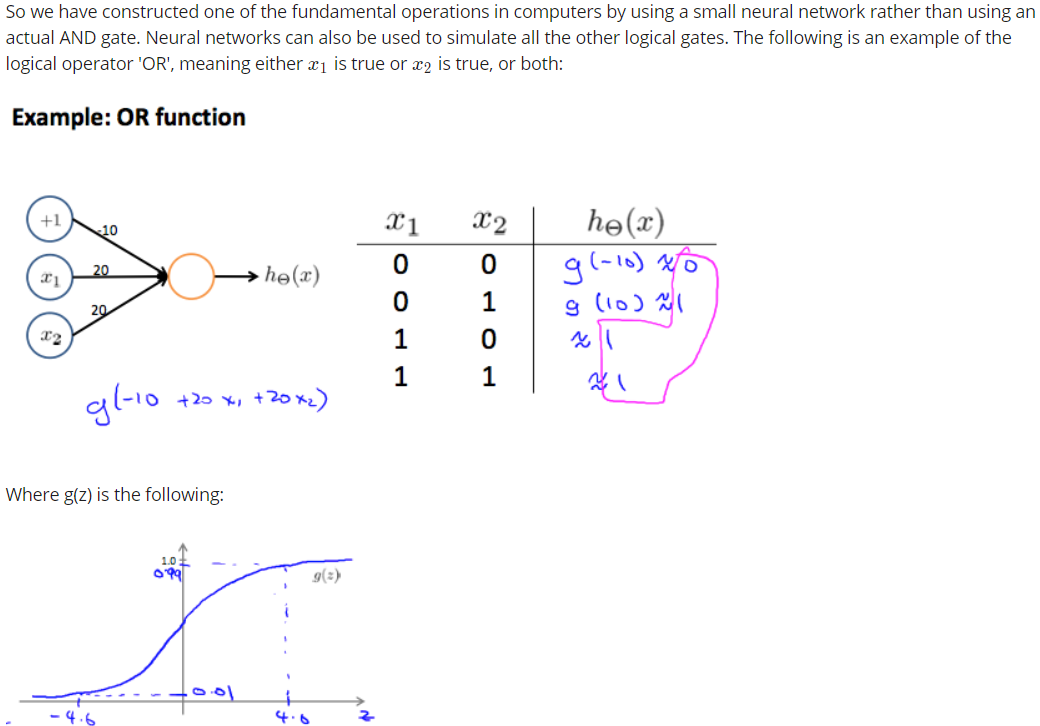 So we have constructed one of the fundamental operations in computers by using a small neural network rather than using an
actual AND gate. Neural networks can also be used to simulate all the other logical gates. The following is an example of the
logical operator 'OR', meaning either x₁ is true or x₂ is true, or both:
Example: OR function
+1
-10
x₁
20
x₂
20
hΘ(x)
g(-10 +20 x₁ +20 x₂)
x₁ x₂ hΘ(x)
0 0 g(-10) ≈ 0
0 1 g(10) ≈ 1
1 0 ≈ 1
1 1 ≈ 1
Where g(z) is the following:
1.0
0.99
g(z)
0.01
-4.6
4.6
z